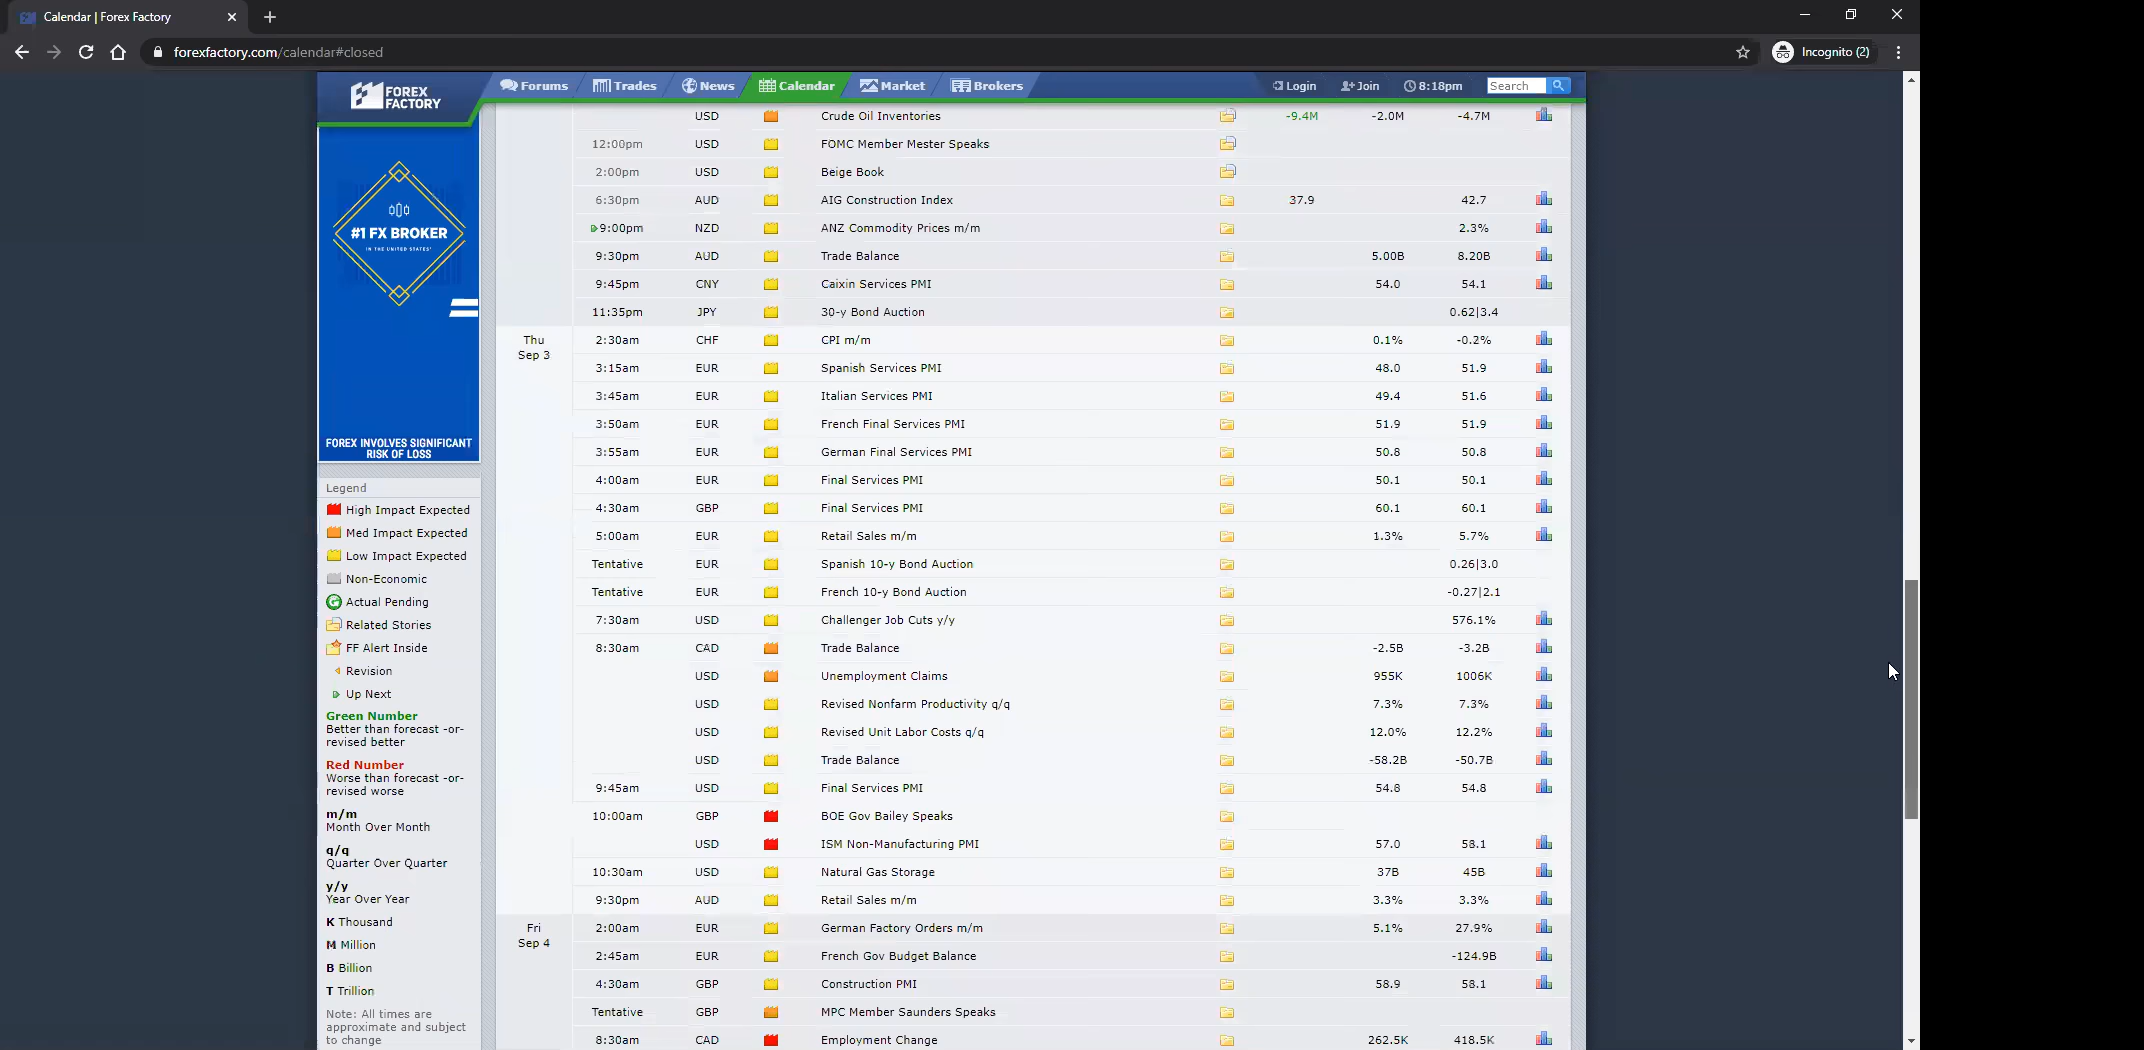 Calendar | Forex Factory
forexfactory.com/calendar#closed
Incognito (2)
FOREX FACTORY
Forums Trades News Calendar Market Brokers Login Join 8:18pm Search
#1 FX BROKER
IN THE UNITED STATES*
FOREX INVOLVES SIGNIFICANT
RISK OF LOSS
Legend
High Impact Expected
Med Impact Expected
Low Impact Expected
Non-Economic
Actual Pending
Related Stories
FF Alert Inside
Revision
Up Next
Green Number
Better than forecast -or-
revised better
Red Number
Worse than forecast -or-
revised worse
m/m
Month Over Month
q/q
Quarter Over Quarter
y/y
Year Over Year
K Thousand
M Million
B Billion
T Trillion
Note: All times are
approximate and subject
to change
USD Crude Oil Inventories -9.4M -2.0M -4.7M
12:00pm USD FOMC Member Mester Speaks
2:00pm USD Beige Book
6:30pm AUD AIG Construction Index 37.9 42.7
9:00pm NZD ANZ Commodity Prices m/m 2.3%
9:30pm AUD Trade Balance 5.00B 8.20B
9:45pm CNY Caixin Services PMI 54.0 54.1
11:35pm JPY 30-y Bond Auction 0.62|3.4
Thu
Sep 3
2:30am CHF CPI m/m 0.1% -0.2%
3:15am EUR Spanish Services PMI 48.0 51.9
3:45am EUR Italian Services PMI 49.4 51.6
3:50am EUR French Final Services PMI 51.9 51.9
3:55am EUR German Final Services PMI 50.8 50.8
4:00am EUR Final Services PMI 50.1 50.1
4:30am GBP Final Services PMI 60.1 60.1
5:00am EUR Retail Sales m/m 1.3% 5.7%
Tentative EUR Spanish 10-y Bond Auction 0.26|3.0
Tentative EUR French 10-y Bond Auction -0.27|2.1
7:30am USD Challenger Job Cuts y/y 576.1%
8:30am CAD Trade Balance -2.5B -3.2B
USD Unemployment Claims 955K 1006K
USD Revised Nonfarm Productivity q/q 7.3% 7.3%
USD Revised Unit Labor Costs q/q 12.0% 12.2%
USD Trade Balance -58.2B -50.7B
9:45am USD Final Services PMI 54.8 54.8
10:00am GBP BOE Gov Bailey Speaks
USD ISM Non-Manufacturing PMI 57.0 58.1
10:30am USD Natural Gas Storage 37B 45B
9:30pm AUD Retail Sales m/m 3.3% 3.3%
Fri
Sep 4
2:00am EUR German Factory Orders m/m 5.1% 27.9%
2:45am EUR French Gov Budget Balance -124.9B
4:30am GBP Construction PMI 58.9 58.1
Tentative GBP MPC Member Saunders Speaks
8:30am CAD Employment Change 262.5K 418.5K